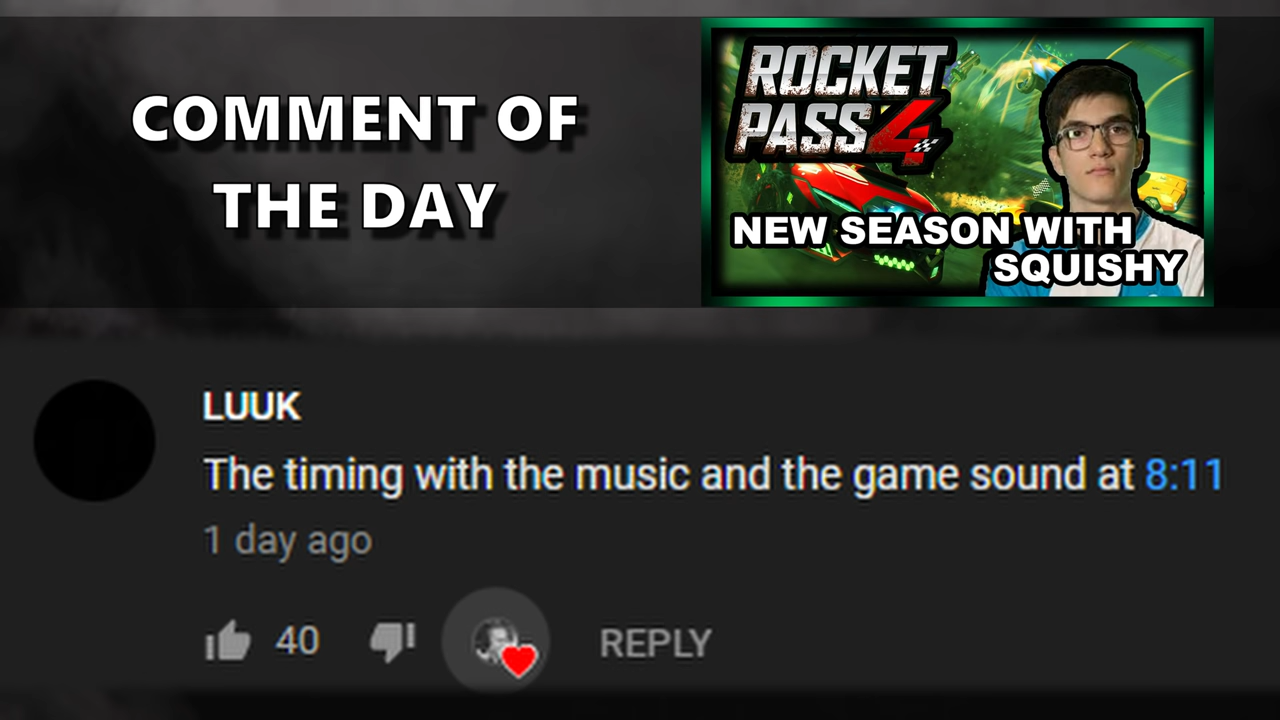 COMMENT OF
THE DAY
ROCKET
PASS 4
NEW SEASON WITH
SQUISHY
LUUK
The timing with the music and the game sound at 8:11
1 day ago
40
REPLY